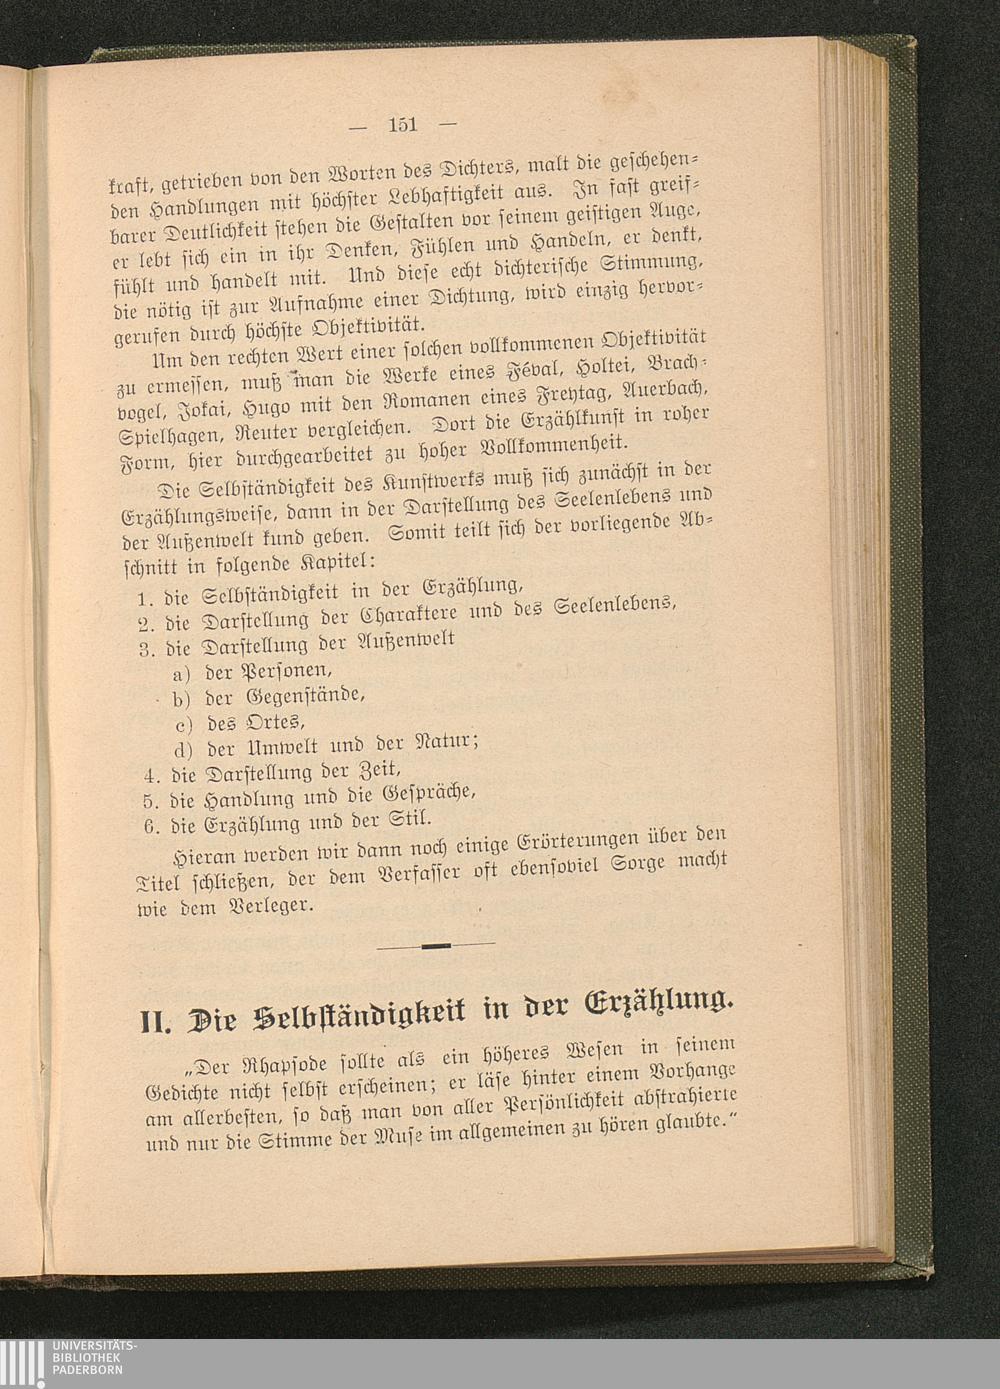 — 151 —
kraft, getrieben von den Worten des Dichters, malt die geschehen-
den Handlungen mit höchster Lebhaftigkeit aus. In fast greif-
barer Deutlichkeit stehen die Gestalten vor seinem geistigen Auge,
er lebt sich ein in ihr Denken, Fühlen und Handeln, er denkt,
fühlt und handelt mit. Und diese echt dichterische Stimmung,
die nötig ist zur Aufnahme einer Dichtung, wird einzig hervor-
gerufen durch höchste Objektivität.
Um den rechten Wert einer solchen vollkommenen Objektivität
zu ermessen, muß man die Werke eines Féval, Holtei, Brach-
vogel, Jokai, Hugo mit den Romanen eines Freytag, Auerbach,
Spielhagen, Reuter vergleichen. Dort die Erzählkunst in roher
Form, hier durchgearbeitet zu hoher Vollkommenheit.
Die Selbständigkeit des Kunstwerks muß sich zunächst in der
Erzählungsweise, dann in der Darstellung des Seelenlebens und
der Außenwelt kund geben. Somit teilt sich der vorliegende Ab-
schnitt in folgende Kapitel:
1. die Selbständigkeit in der Erzählung,
2. die Darstellung der Charaktere und des Seelenlebens,
3. die Darstellung der Außenwelt
a) der Personen,
b) der Gegenstände,
c) des Ortes,
d) der Umwelt und der Natur;
4. die Darstellung der Zeit,
5. die Handlung und die Gespräche,
6. die Erzählung und der Stil.
Hieran werden wir dann noch einige Erörterungen über den
Titel schließen, der dem Verfasser oft ebensoviel Sorge macht
wie dem Verleger.
II. Die Selbständigkeit in der Erzählung.
„Der Rhapsode sollte als ein höheres Wesen in seinem
Gedichte nicht selbst erscheinen; er läse hinter einem Vorhange
am allerbesten, so daß man von aller Persönlichkeit abstrahierte
und nur die Stimme der Muse im allgemeinen zu hören glaubte.“
UNIVERSITÄTS-
BIBLIOTHEK
PADERBORN